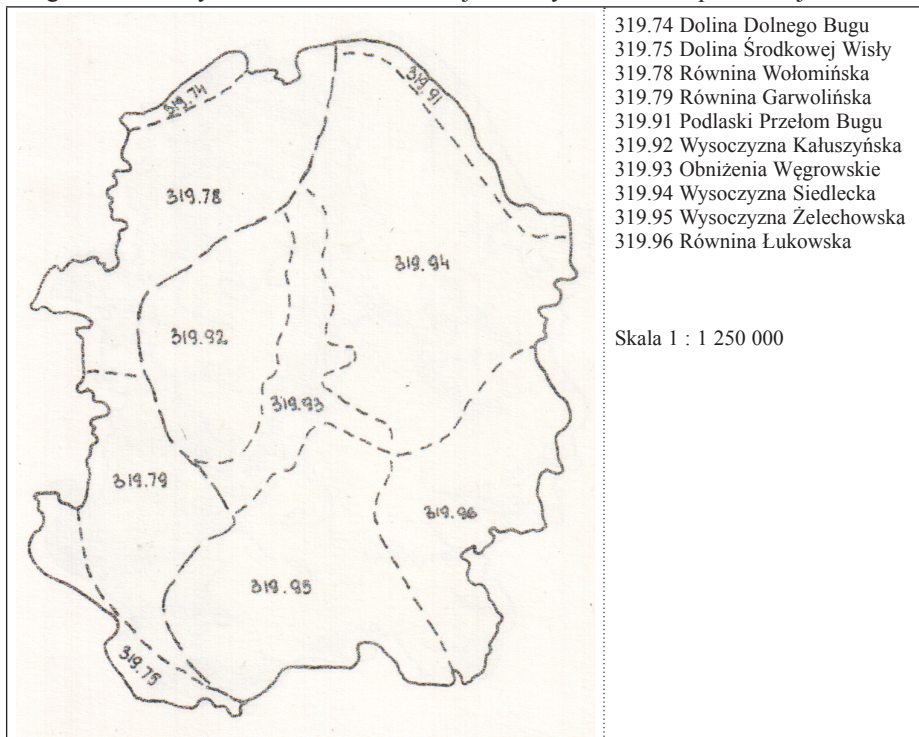 319.74 Dolina Dolnego Bugu
319.75 Dolina Środkowej Wisły
319.78 Równina Wołomińska
319.79 Równina Garwolińska
319.91 Podlaski Przełom Bugu
319.92 Wysoczyzna Kałuszyńska
319.93 Obniżenia Węgrowskie
319.94 Wysoczyzna Siedlecka
319.95 Wysoczyzna Żelechowska
319.96 Równina Łukowska
Skala 1 : 1 250 000
319.74
319.91
319.78
319.94
319.92
319.93
319.79
319.96
319.95
319.75